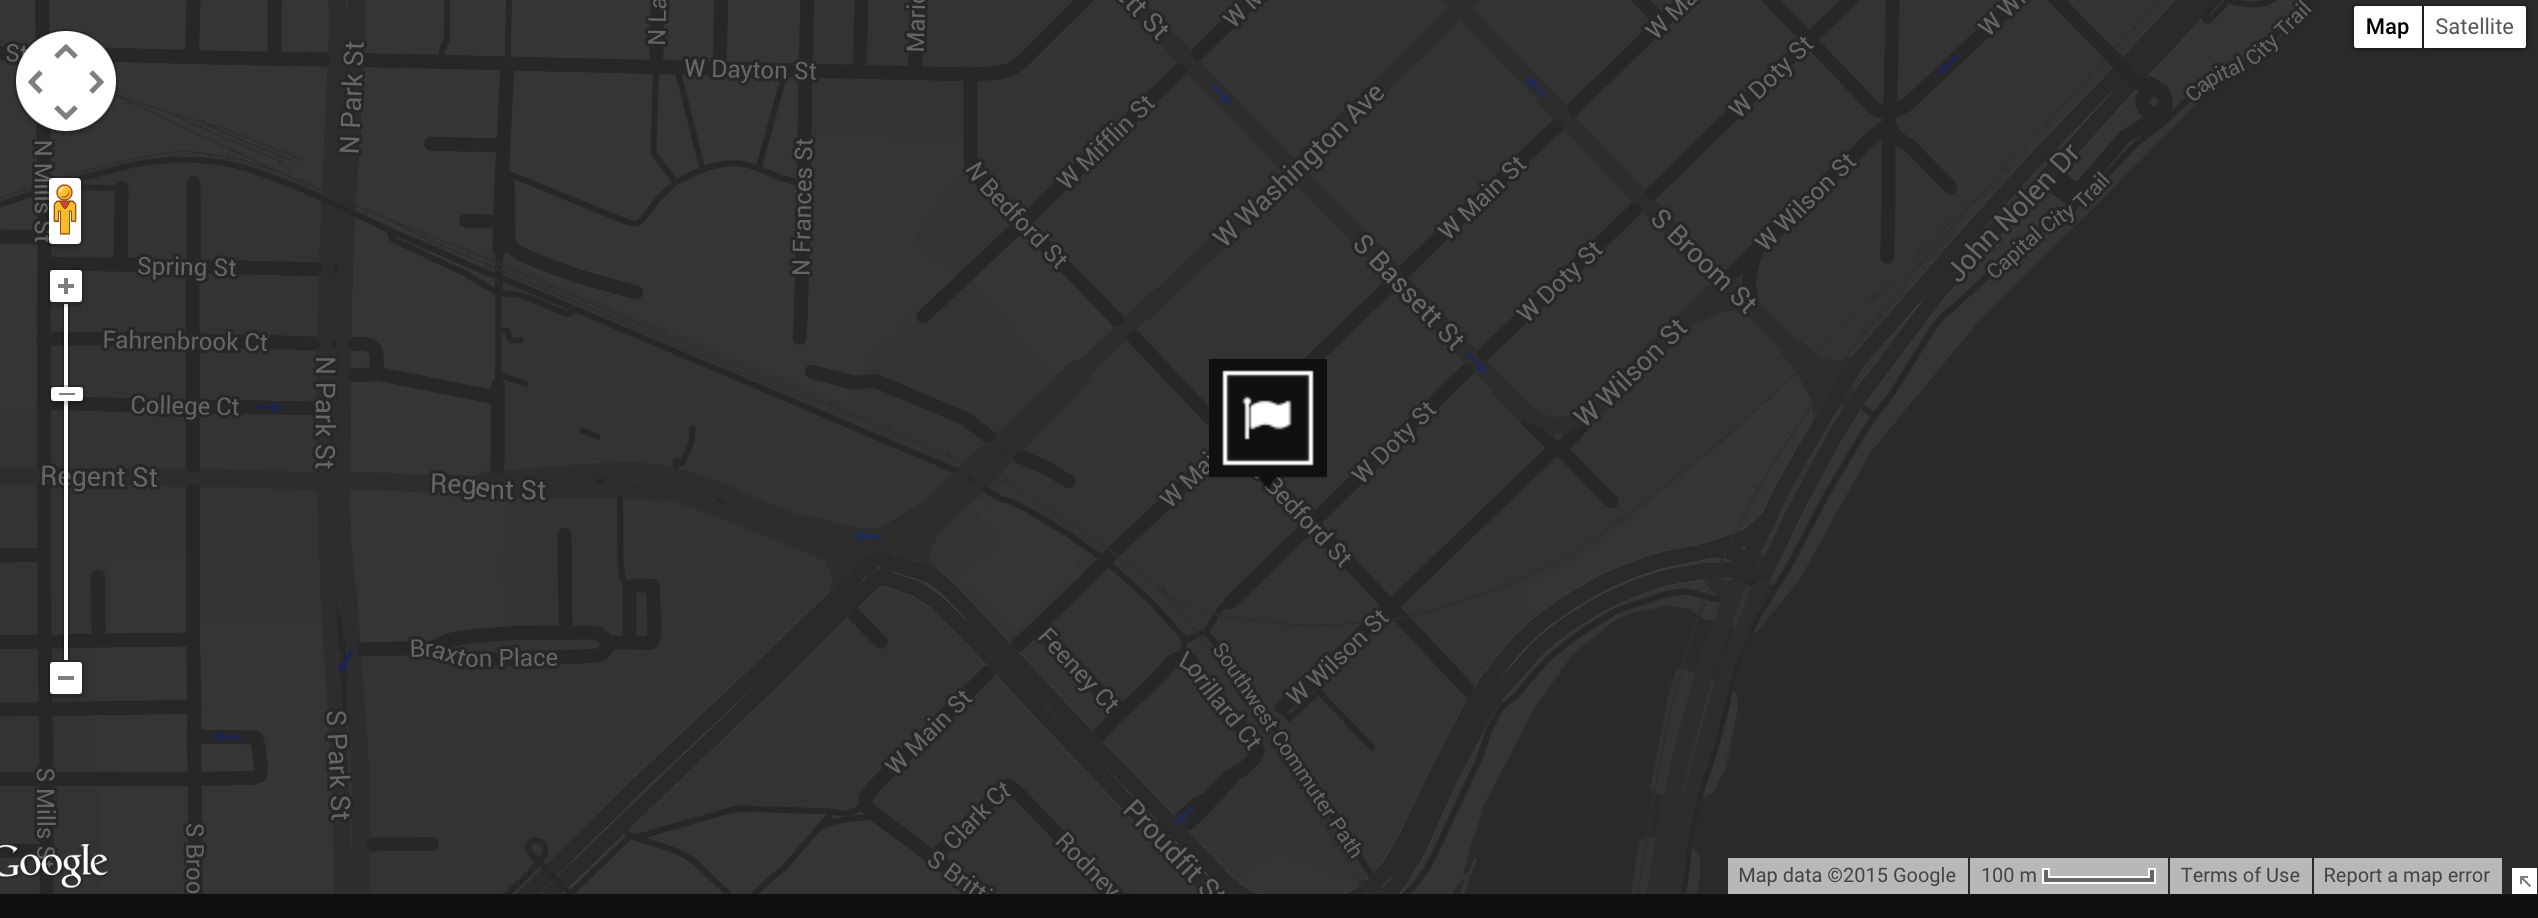 Map
Satellite
W Dayton St
N Park St
W Mifflin St
W Washington Ave
W Doty St
Capital City Trail
N Mills St
N Frances St
N Bedford St
W Main St
W Wilson St
John Nolen Dr
Capital City Trail
Spring St
S Bassett St
W Doty St
S Broom St
Fahrenbrook Ct
College Ct
N Park St
W Wilson St
W Doty St
Regent St
Regent St
Bedford St
Braxton Place
Feeney Ct
Lorillard Ct
Southwest Commuter Path
W Wilson St
W Main St
S Park St
S Mills S
S Broo
Clark Ct
S Britti
Rodney
Proudfit St
Google
Map data ©2015 Google
100 m
Terms of Use
Report a map error